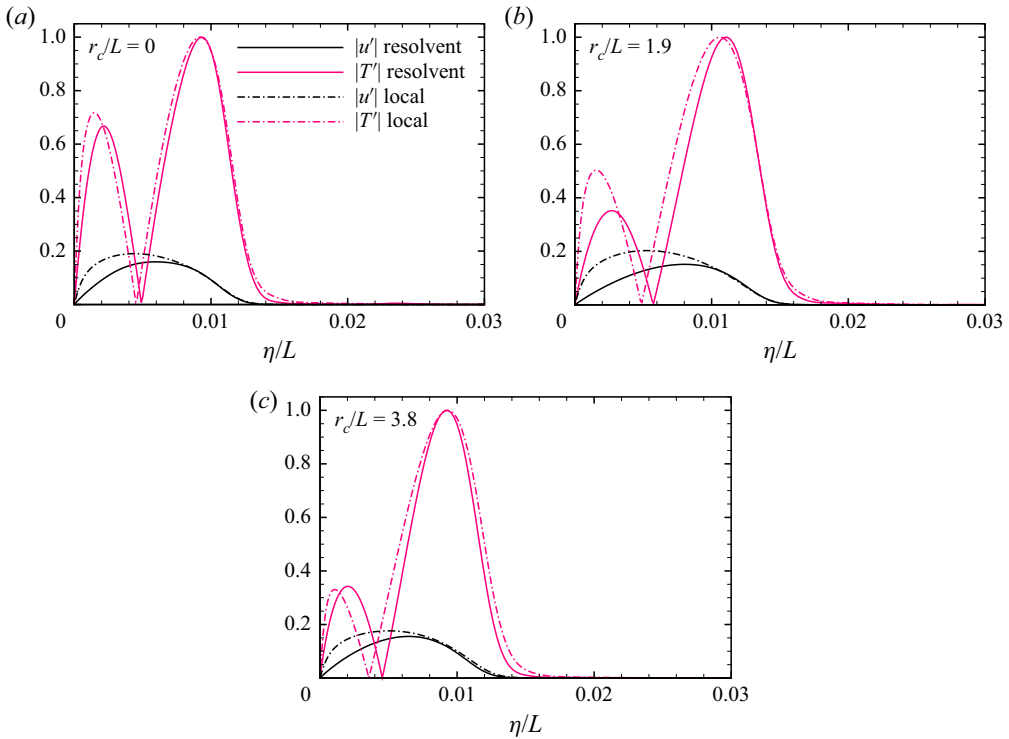 (a)
r_c/L = 0
|u′| resolvent
|T′| resolvent
|u′| local
|T′| local
1.0
0.8
0.6
0.4
0.2
0
0.01
0.02
0.03
η/L
(b)
r_c/L = 1.9
1.0
0.8
0.6
0.4
0.2
0
0.01
0.02
0.03
η/L
(c)
r_c/L = 3.8
1.0
0.8
0.6
0.4
0.2
0
0.01
0.02
0.03
η/L